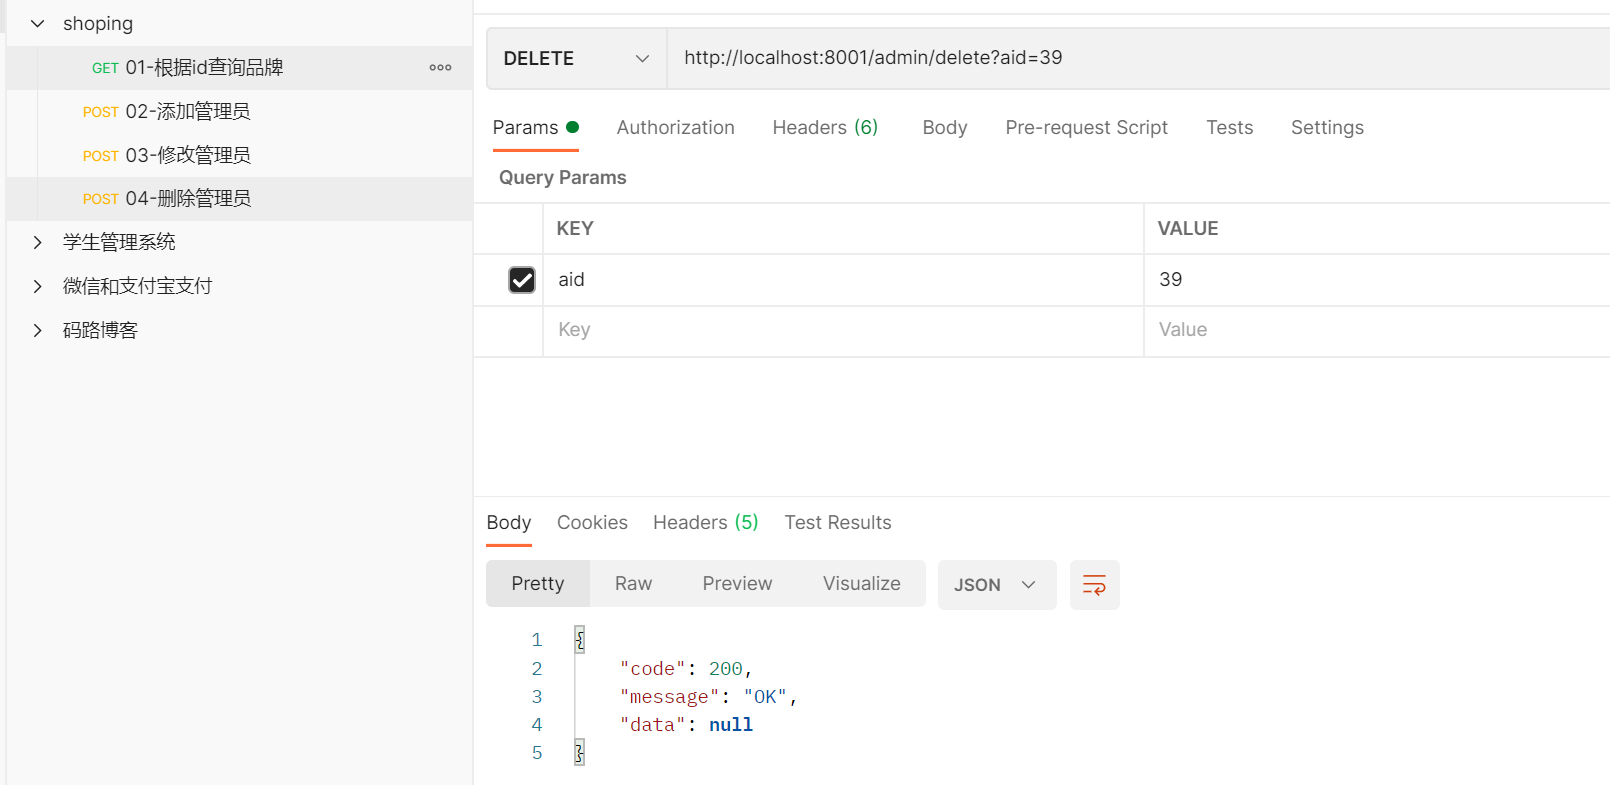 shoping
GET 01-根据id查询品牌
POST 02-添加管理员
POST 03-修改管理员
POST 04-删除管理员
学生管理系统
微信和支付宝支付
码路博客
DELETE http://localhost:8001/admin/delete?aid=39
Params Authorization Headers (6) Body Pre-request Script Tests Settings
Query Params
KEY VALUE
aid 39
Key Value
Body Cookies Headers (5) Test Results
Pretty Raw Preview Visualize JSON
1 {
2 "code": 200,
3 "message": "OK",
4 "data": null
5 }